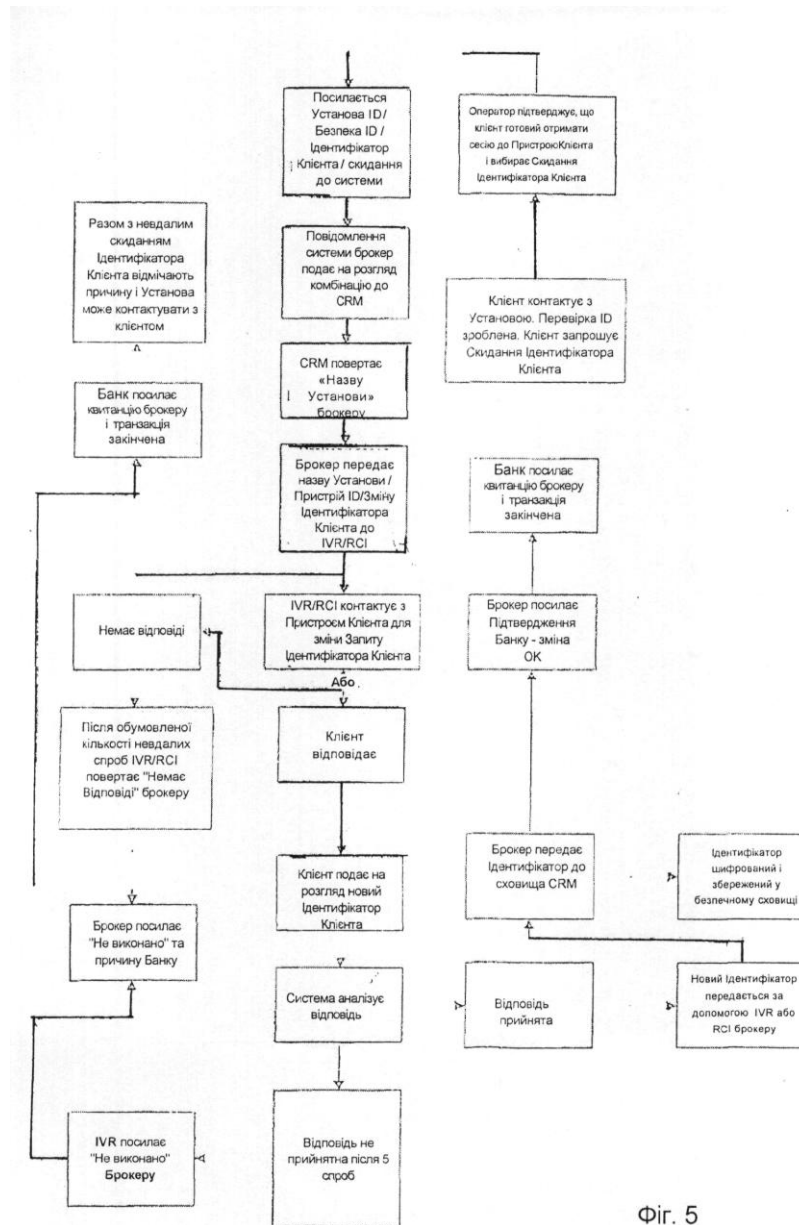 Посилається
Установа ID/
Безпека ID /
Ідентифікатор
Клієнта / скидання
до системи
Оператор підтверджує, що
клієнт готовий отримати
сесію до ПристроюКлієнта
і вибирає Скидання
Ідентифікатора Клієнта
Разом з невдалим
скиданням
Ідентифікатора
Клієнта відмічають
причину і Установа
може контактувати з
клієнтом
Повідомлення
системи брокер
подає на розгляд
комбінацію до
CRM
Клієнт контактує з
Установою. Перевірка ID
зроблена. Клієнт запрошує
Скидання Ідентифікатора
Клієнта
CRM повертає
«Назву
Установи»
брокеру
Банк посилає
квитанцію брокеру
і транзакція
закінчена
Брокер передає
назву Установи /
Пристрій ID/Зміну
Ідентифікатора
Клієнта до
IVR/RCI
Банк посилає
квитанцію брокеру
і транзакція
закінчена
Немає відповіді
IVR/RCI контактує з
Пристроєм Клієнта для
зміни Запиту
Ідентифікатора Клієнта
Брокер посилає
Підтвердження
Банку - зміна
OK
Або
Після обумовленої
кількості невдалих
спроб IVR/RCI
повертає "Немає
Відповіді" брокеру
Клієнт
відповідає
Клієнт подає на
розгляд новий
Ідентифікатор
Клієнта
Брокер передає
Ідентифікатор до
сховища CRM
Ідентифікатор
шифрований і
збережений у
безпечному сховищі
Брокер посилає
"Не виконано" та
причину Банку
Система аналізує
відповідь
Відповідь
прийнята
Новий Ідентифікатор
передається за
допомогою IVR або
RCI брокеру
IVR посилає
"Не виконано"
Брокеру
Відповідь не
прийнятна після 5
спроб
Фіг. 5